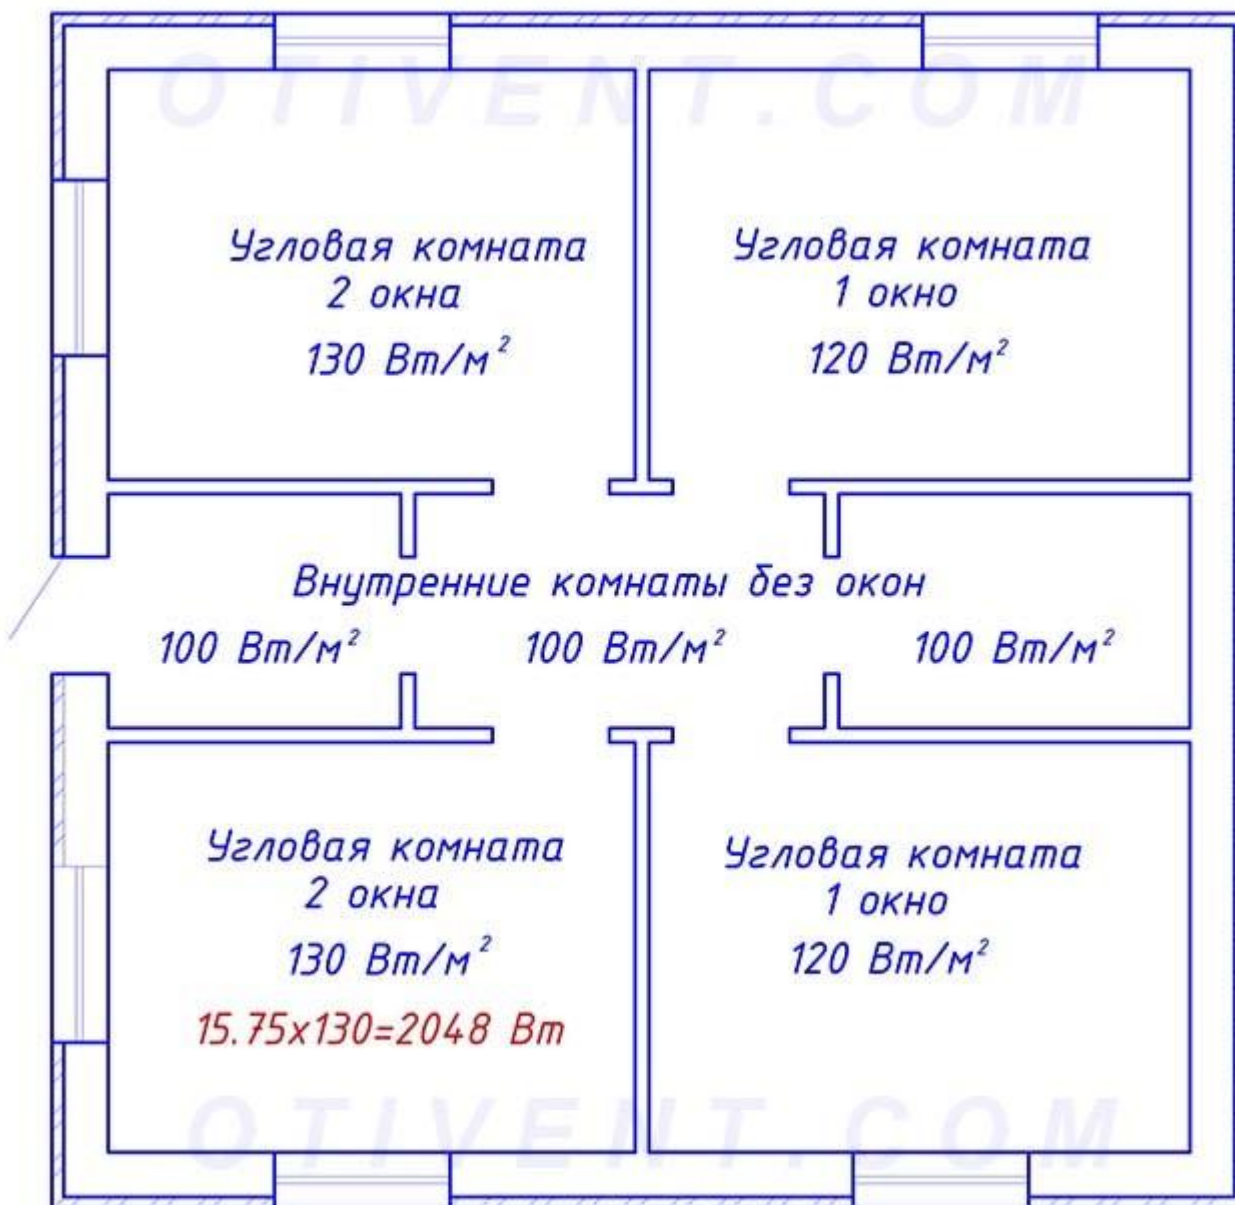 OTIVENT.COM
Угловая комната
2 окна
130 Вт/м²
Угловая комната
1 окно
120 Вт/м²
Внутренние комнаты без окон
100 Вт/м²
100 Вт/м²
100 Вт/м²
Угловая комната
2 окна
130 Вт/м²
15.75х130=2048 Вт
Угловая комната
1 окно
120 Вт/м²
OTIVENT.COM